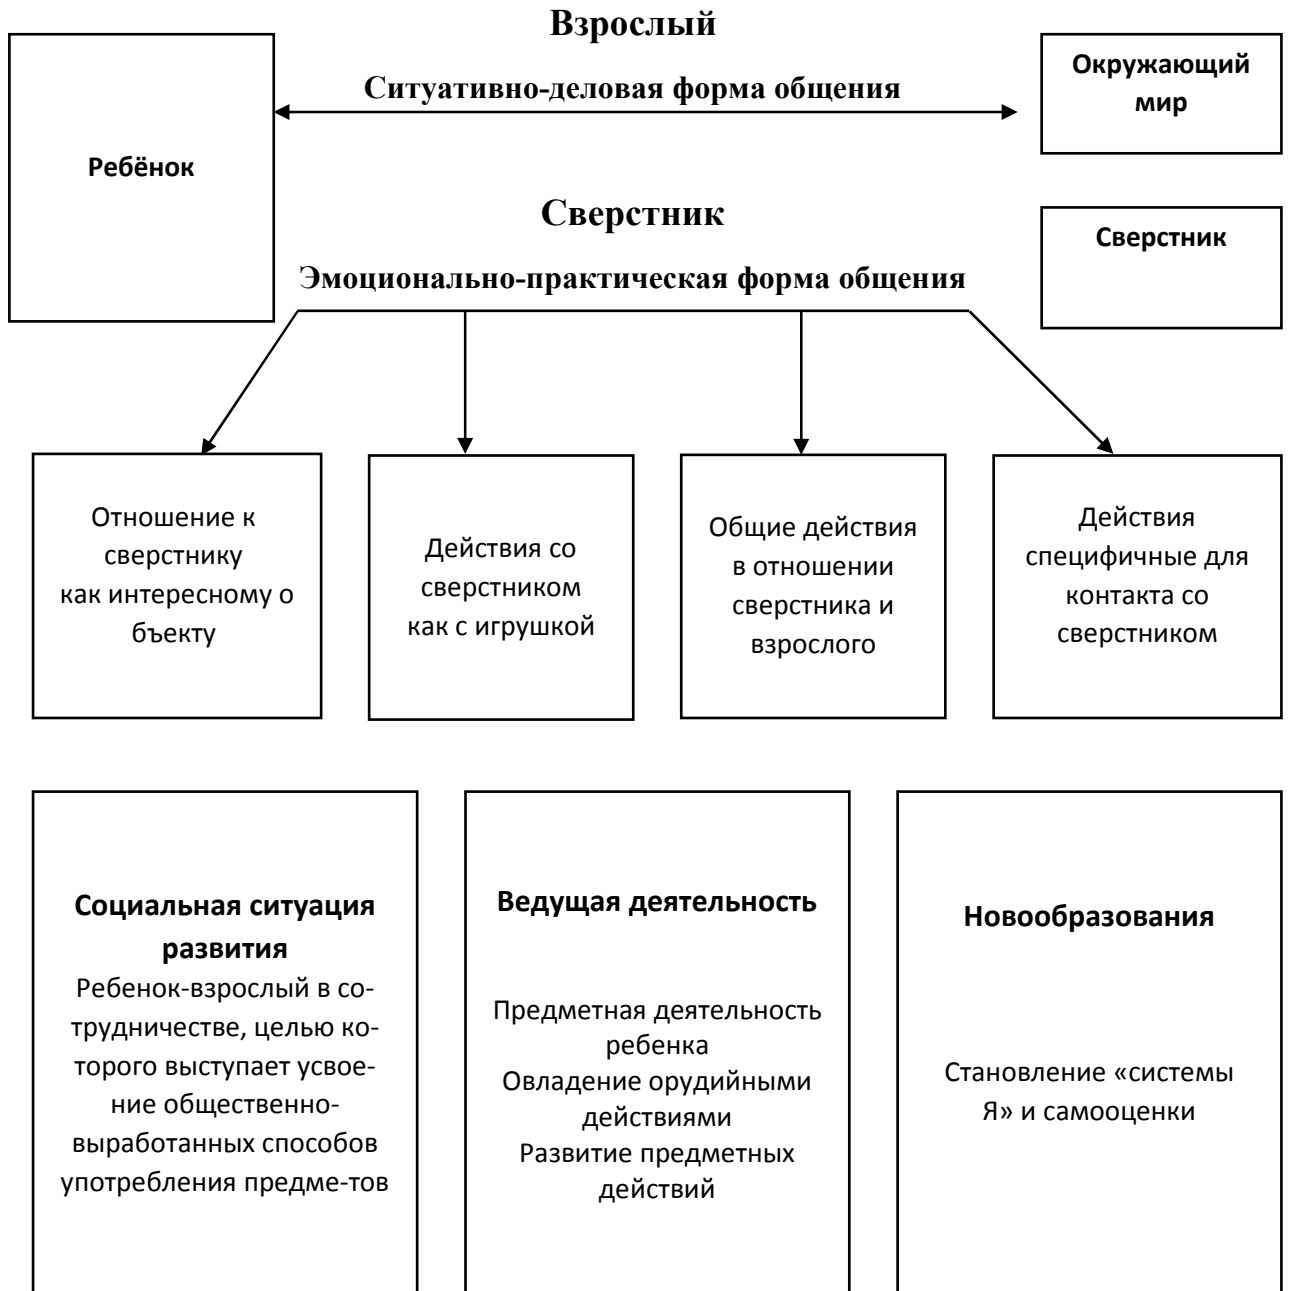 Взрослый
Ситуативно-деловая форма общения
Окружающий
мир
Ребёнок
Сверстник
Сверстник
Эмоционально-практическая форма общения
Отношение к
сверстнику
как интересному о
бъекту
Действия со
сверстником
как с игрушкой
Общие действия
в отношении
сверстника и
взрослого
Действия
специфичные для
контакта со
сверстником
Социальная ситуация
развития
Ребенок-взрослый в со-
трудничестве, целью ко-
торого выступает усвое-
ние общественно-
выработанных способов
употребления предме-тов
Ведущая деятельность
Предметная деятельность
ребенка
Овладение орудийными
действиями
Развитие предметных
действий
Новообразования
Становление «системы
Я» и самооценки